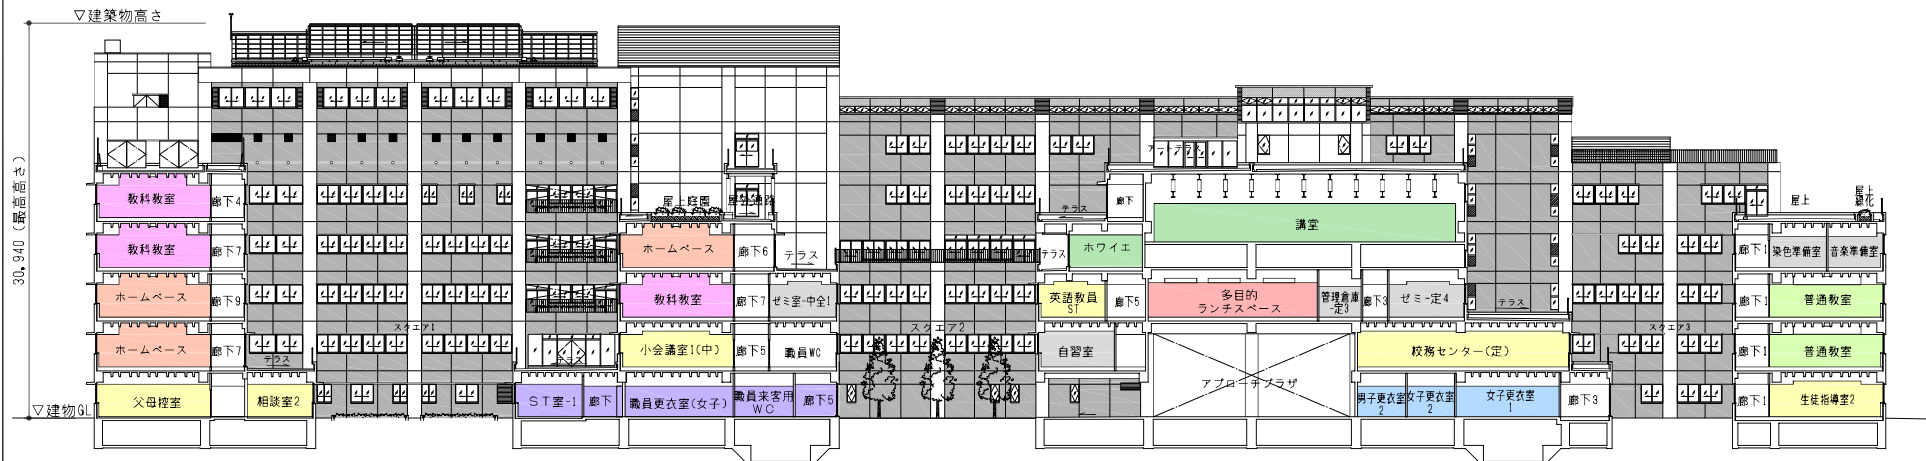 ▽建築物高さ
30,940(最高高さ)
▽建物GL
教科教室
廊下4
教科教室
廊下7
ホームベース
廊下9
ホームベース
廊下7
テラス
父母控室
相談室2
スクエア1
テラス
ST室-1
廊下
屋上庭園
ホームベース
廊下6
テラス
教科教室
廊下7
ゼミ室-中全1
小会議室1(中)
廊下5
職員WC
職員更衣室(女子)
職員来客用
WC
廊下5
スクエア2
テラス
廊下
講堂
テラス
ホワイエ
英語教員
ST
廊下5
多目的
ランチスペース
管理倉庫
-定3
廊下3
ゼミ-定4
テラス
自習室
アプローチプラザ
校務センター(定)
男子更衣室
2
女子更衣室
2
女子更衣室
1
廊下3
スクエア3
屋上
屋上
緑化
廊下1
染色準備室
音楽準備室
廊下1
普通教室
廊下1
普通教室
廊下1
生徒指導室2